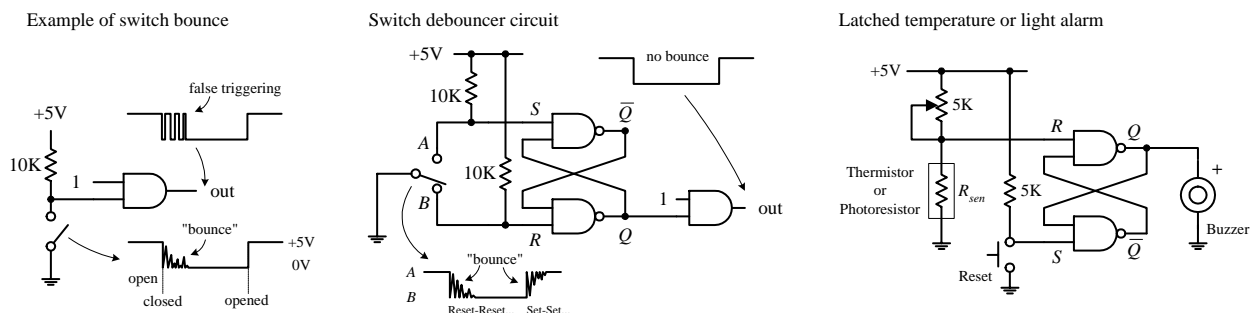 Example of switch bounce
+5V
10K
1
out
false triggering
"bounce"
+5V
0V
open
closed
opened
Switch debouncer circuit
+5V
10K
10K
A
B
S
R
Q̅
Q
1
out
no bounce
A
B
"bounce"
Reset-Reset...
Set-Set...
Latched temperature or light alarm
+5V
5K
R
Q
Thermistor
or
Photoresistor
Rsen
5K
S
Q̅
Reset
+
Buzzer